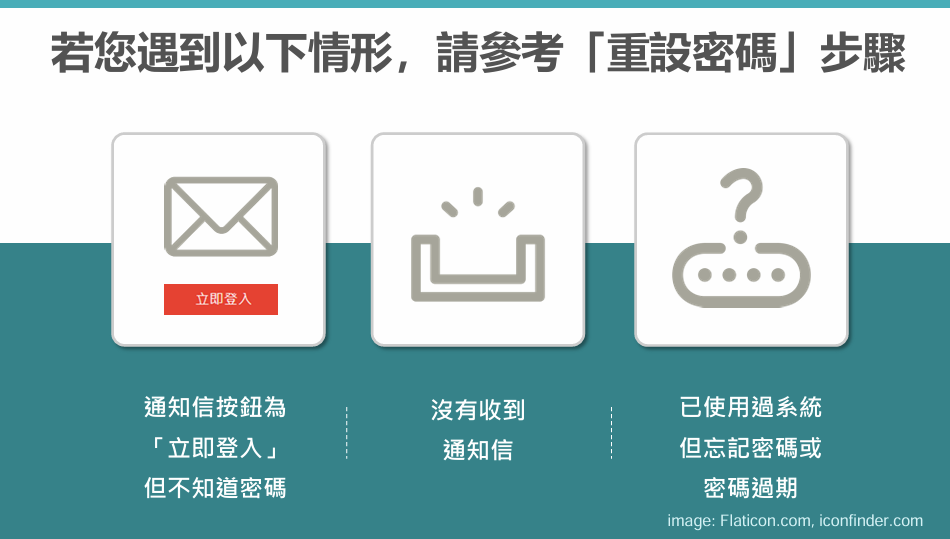 若您遇到以下情形，請參考「重設密碼」步驟
立即登入
通知信按鈕為
「立即登入」
但不知道密碼
沒有收到
通知信
已使用過系統
但忘記密碼或
密碼過期
image: Flaticon.com, iconfinder.com